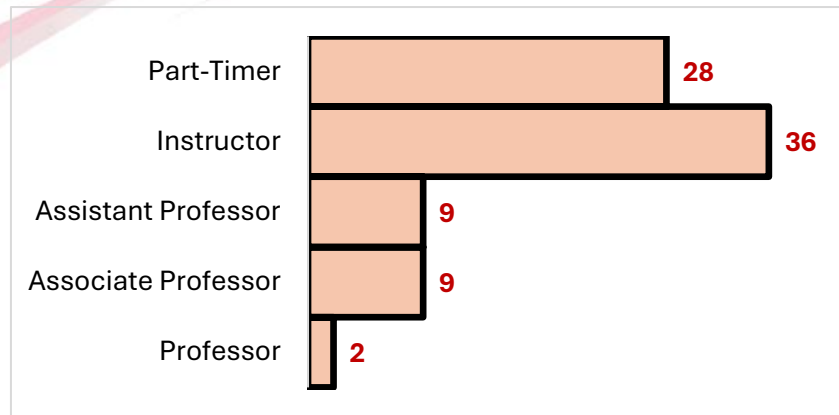 Part-Timer 28
Instructor 36
Assistant Professor 9
Associate Professor 9
Professor 2